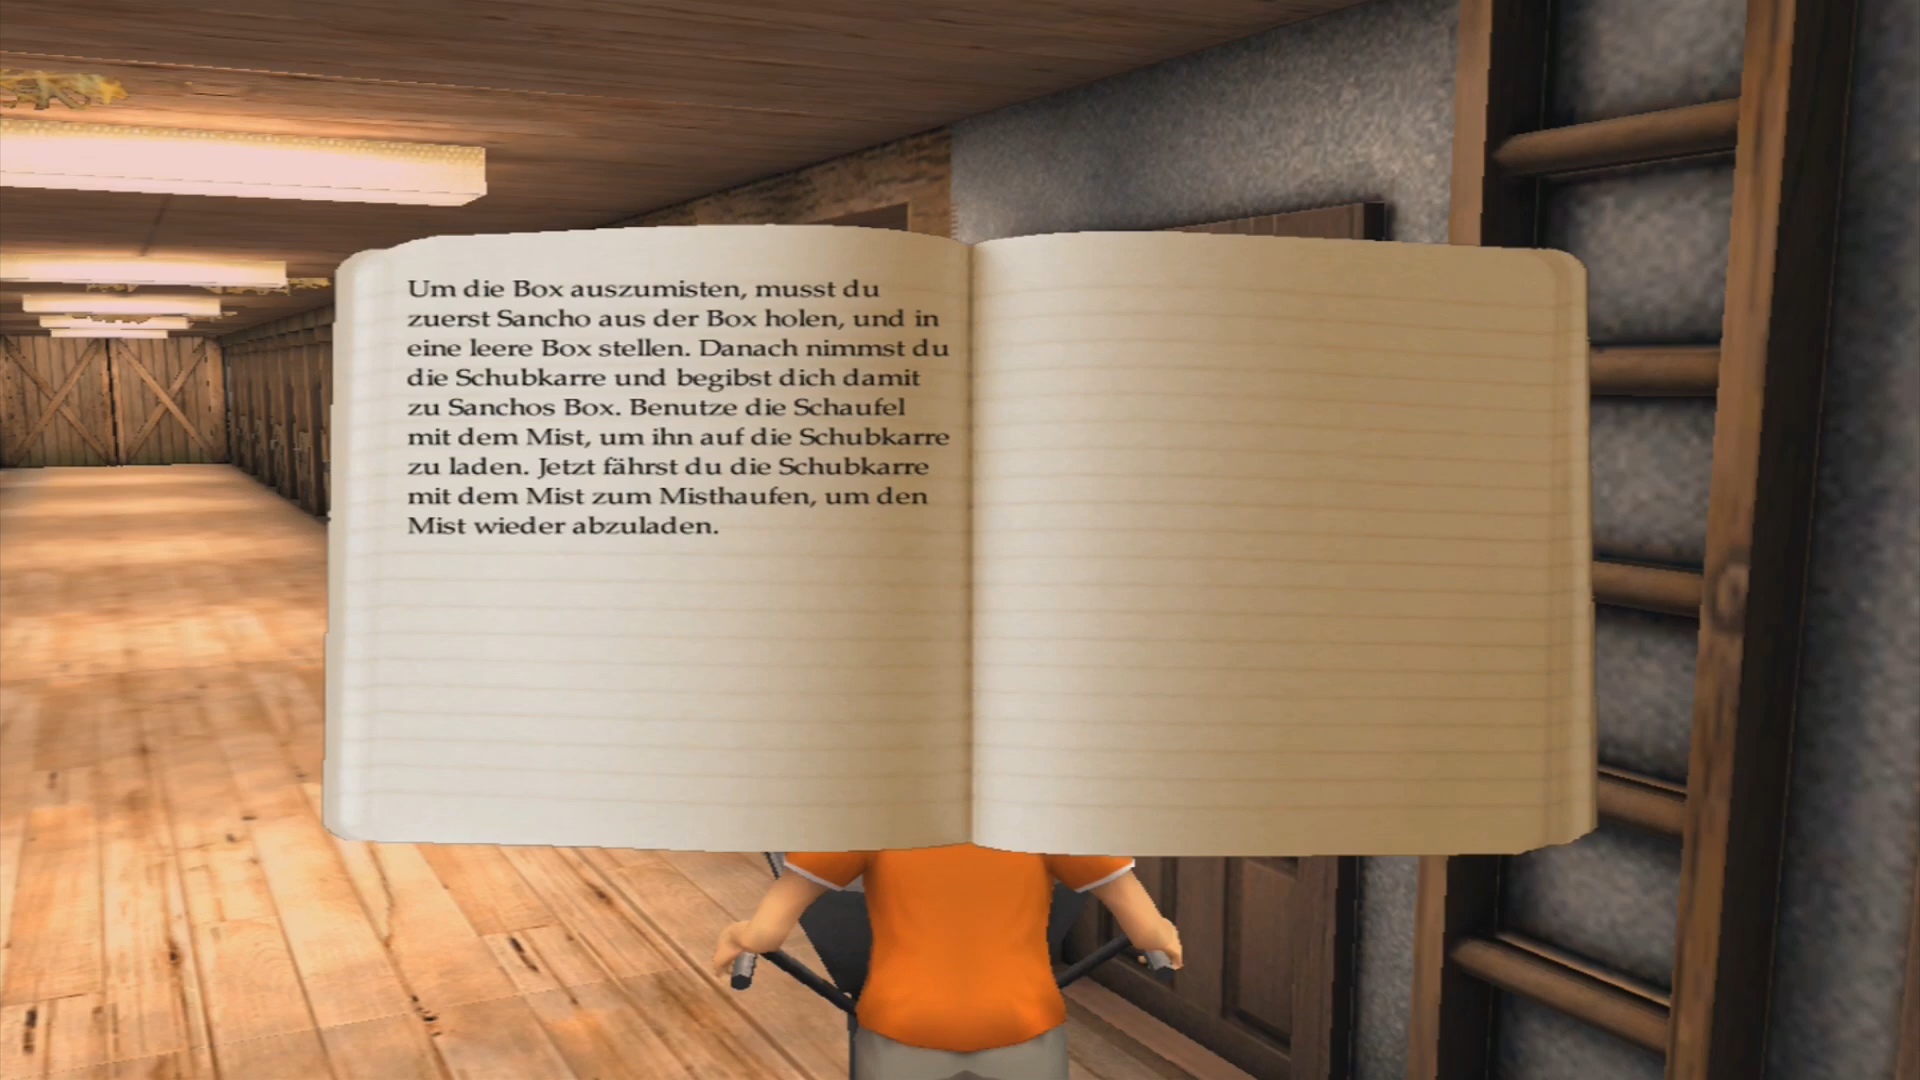 Um die Box auszumisten, musst du
zuerst Sancho aus der Box holen, und in
eine leere Box stellen. Danach nimmst du
die Schubkarre und begibst dich damit
zu Sanchos Box. Benutze die Schaufel
mit dem Mist, um ihn auf die Schubkarre
zu laden. Jetzt fährst du die Schubkarre
mit dem Mist zum Misthaufen, um den
Mist wieder abzuladen.